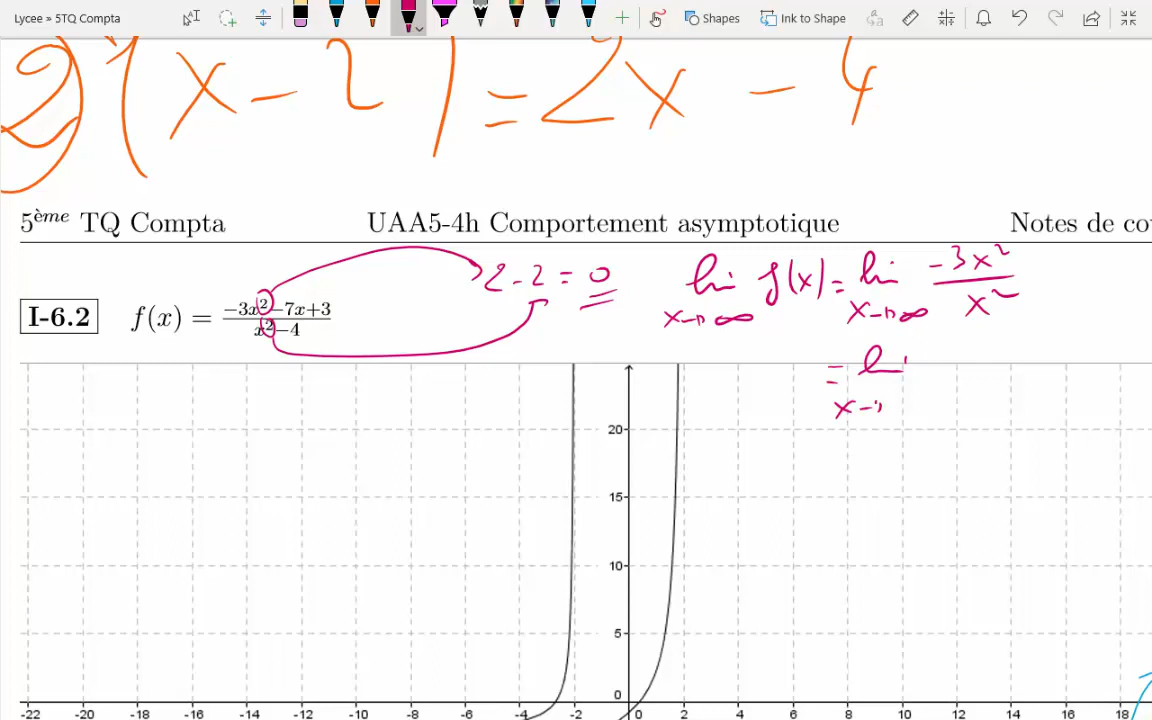 Lycee » 5TQ Compta
Shapes
Ink to Shape
2) (x - 2) = 2x - 4
5ème TQ Compta UAA5-4h Comportement asymptotique Notes de co
2 - 2 = 0 lim f(x) = lim -3x²/x²
x→∞ x→∞
I-6.2 f(x) = (-3x²-7x+3)/(x²-4)
= lim
x→
20
15
10
5
0
-22 -20 -18 -16 -14 -12 -10 -8 -6 -4 -2 0 2 4 6 8 10 12 14 16 18